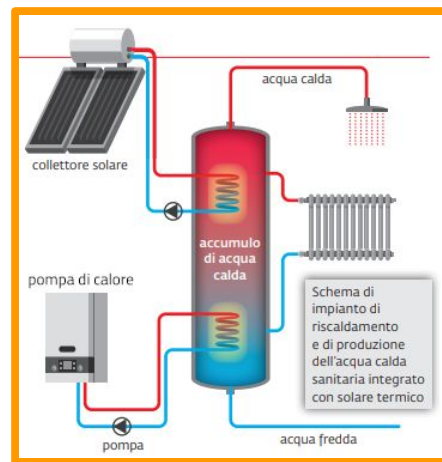 acqua calda
collettore solare
accumulo
di acqua
calda
pompa di calore
Schema di
impianto di
riscaldamento
e di produzione
dell'acqua calda
sanitaria integrato
con solare termico
pompa
acqua fredda